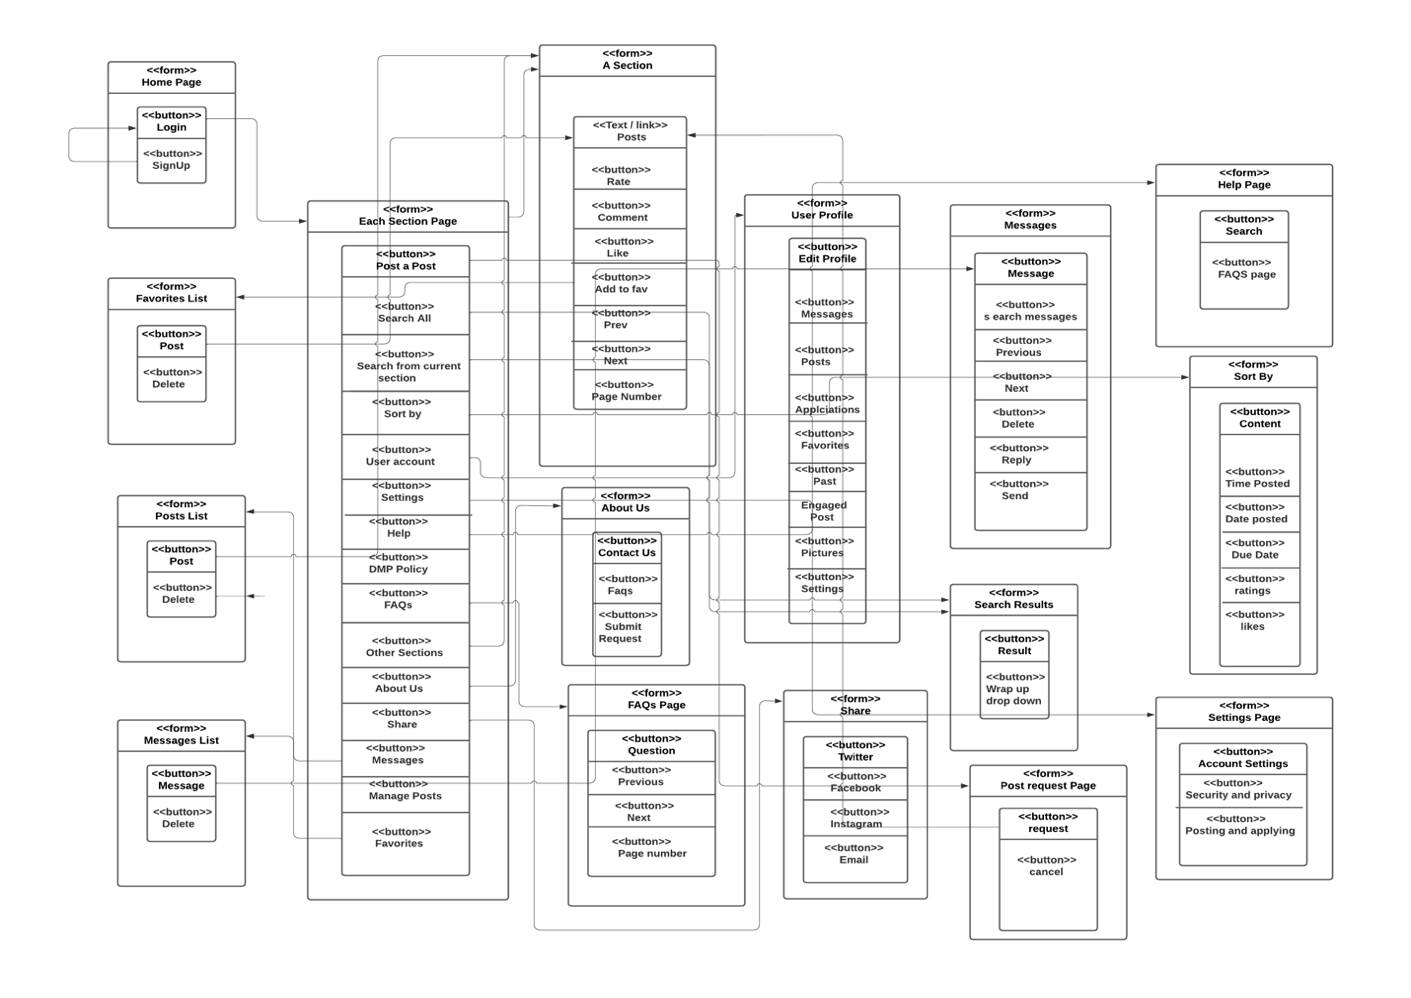 <<form>>
Home Page
<<button>>
Login
<<button>>
SignUp
<<form>>
Favorites List
<<button>>
Post
<<button>>
Delete
<<form>>
Posts List
<<button>>
Post
<<button>>
Delete
<<form>>
Messages List
<<button>>
Message
<<button>>
Delete
<<form>>
Each Section Page
<<button>>
Post a Post
<<button>>
Search All
<<button>>
Search from current
section
<<button>>
Sort by
<<button>>
User account
<<button>>
Settings
<<button>>
Help
<<button>>
DMP Policy
<<button>>
FAQs
<<button>>
Other Sections
<<button>>
About Us
<<button>>
Share
<<button>>
Messages
<<button>>
Manage Posts
<<button>>
Favorites
<<form>>
A Section
<<Text / link>>
Posts
<<button>>
Rate
<<button>>
Comment
<<button>>
Like
<<button>>
Add to fav
<<button>>
Prev
<<button>>
Next
<<button>>
Page Number
<<form>>
About Us
<<button>>
Contact Us
<<button>>
Faqs
<<button>>
Submit
Request
<<form>>
FAQs Page
<<button>>
Question
<<button>>
Previous
<<button>>
Next
<<button>>
Page number
<<form>>
User Profile
<<button>>
Edit Profile
<<button>>
Messages
<<button>>
Posts
<<button>>
Applciations
<<button>>
Favorites
<<button>>
Past
Engaged
Post
<<button>>
Pictures
<<button>>
Settings
<<form>>
Share
<<button>>
Twitter
<<button>>
Facebook
<<button>>
Instagram
<<button>>
Email
<<form>>
Messages
<<button>>
Message
<<button>>
s earch messages
<<button>>
Previous
<<button>>
Next
<button>>
Delete
<<button>>
Reply
<<button>>
Send
<<form>>
Search Results
<<button>>
Result
<<button>>
Wrap up
drop down
<<form>>
Post request Page
<<button>>
request
<<button>>
cancel
<<form>>
Help Page
<<button>>
Search
<<button>>
FAQS page
<<form>>
Sort By
<<button>>
Content
<<button>>
Time Posted
<<button>>
Date posted
<<button>>
Due Date
<<button>>
ratings
<<button>>
likes
<<form>>
Settings Page
<<button>>
Account Settings
<<button>>
Security and privacy
<<button>>
Posting and applying